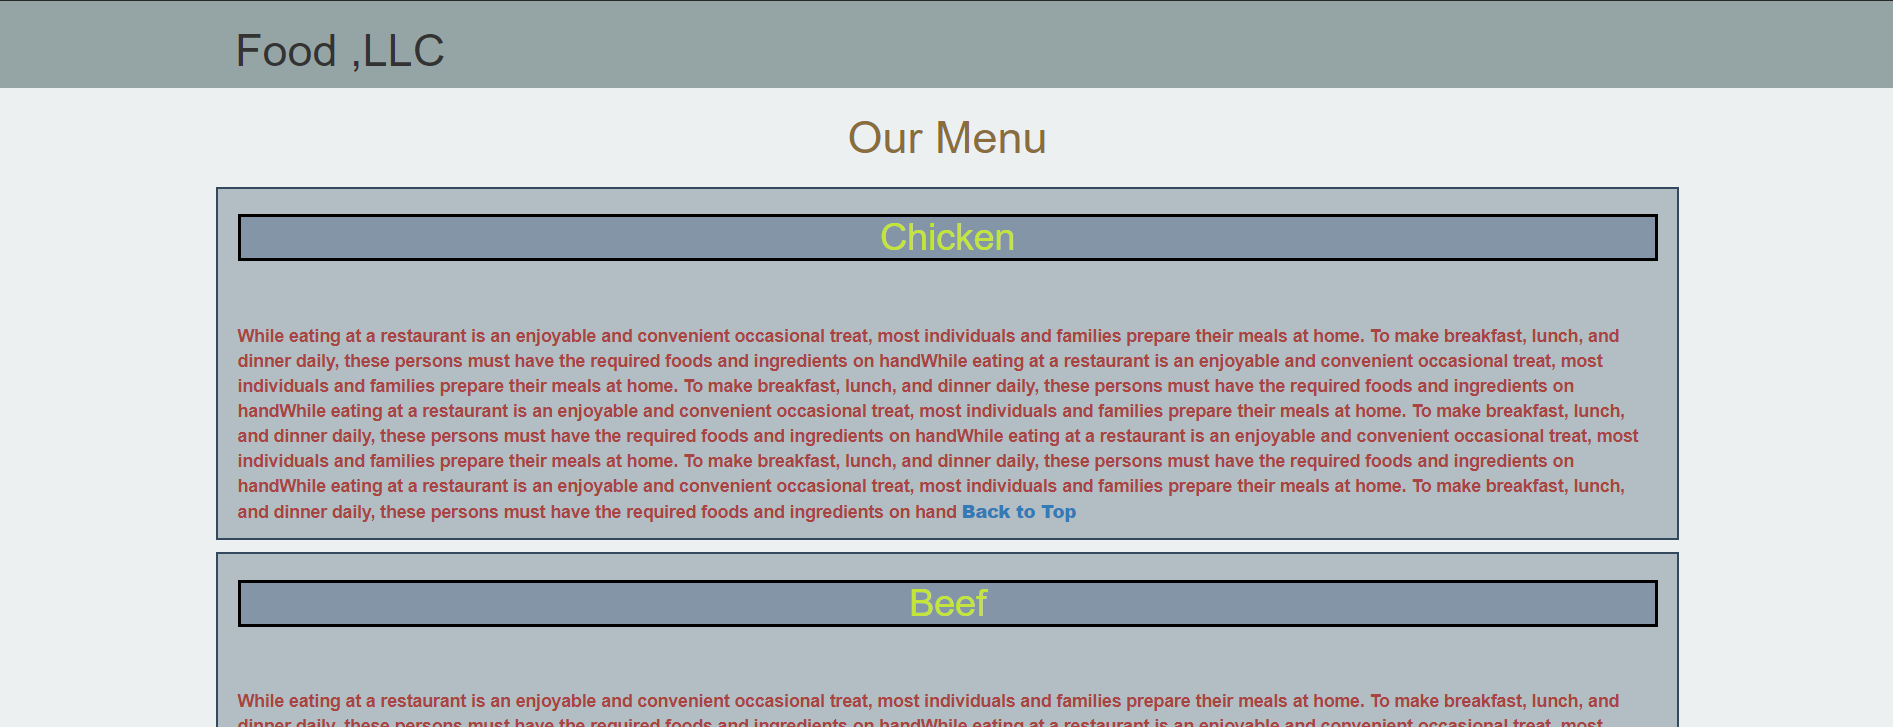 Food ,LLC
Our Menu
Chicken
While eating at a restaurant is an enjoyable and convenient occasional treat, most individuals and families prepare their meals at home. To make breakfast, lunch, and
dinner daily, these persons must have the required foods and ingredients on handWhile eating at a restaurant is an enjoyable and convenient occasional treat, most
individuals and families prepare their meals at home. To make breakfast, lunch, and dinner daily, these persons must have the required foods and ingredients on
handWhile eating at a restaurant is an enjoyable and convenient occasional treat, most individuals and families prepare their meals at home. To make breakfast, lunch,
and dinner daily, these persons must have the required foods and ingredients on handWhile eating at a restaurant is an enjoyable and convenient occasional treat, most
individuals and families prepare their meals at home. To make breakfast, lunch, and dinner daily, these persons must have the required foods and ingredients on
handWhile eating at a restaurant is an enjoyable and convenient occasional treat, most individuals and families prepare their meals at home. To make breakfast, lunch,
and dinner daily, these persons must have the required foods and ingredients on hand Back to Top
Beef
While eating at a restaurant is an enjoyable and convenient occasional treat, most individuals and families prepare their meals at home. To make breakfast, lunch, and
dinner daily, these persons must have the required foods and ingredients on handWhile eating at a restaurant is an enjoyable and convenient occasional treat, most